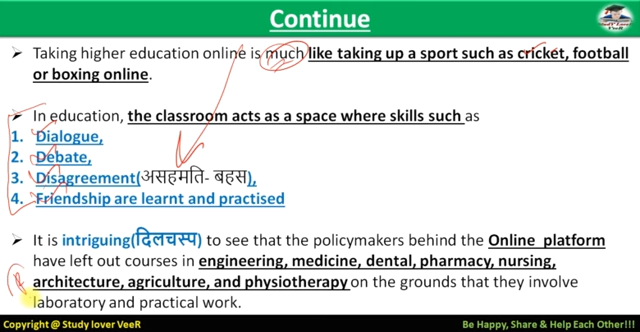 Continue
➢ Taking higher education online is much like taking up a sport such as cricket, football
or boxing online.
➢ In education, the classroom acts as a space where skills such as
1. Dialogue,
2. Debate,
3. Disagreement(असहमति- बहस),
4. Friendship are learnt and practised
➢ It is intriguing(दिलचस्प) to see that the policymakers behind the Online platform
have left out courses in engineering, medicine, dental, pharmacy, nursing,
architecture, agriculture, and physiotherapy on the grounds that they involve
laboratory and practical work.
Copyright @ Study lover VeeR
Be Happy, Share & Help Each Other!!!